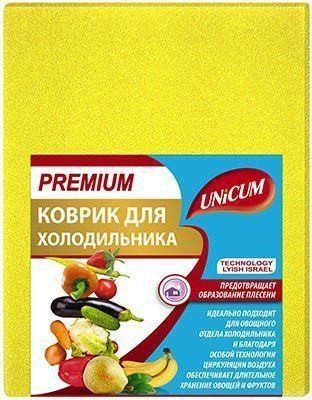 PREMIUM
UNiCUM
КОВРИК ДЛЯ
ХОЛОДИЛЬНИКА
TECHNOLOGY
LYISH ISRAEL
ПРЕДОТВРАЩАЕТ
ОБРАЗОВАНИЕ ПЛЕСЕНИ
ИДЕАЛЬНО ПОДХОДИТ
ДЛЯ ОВОЩНОГО
ОТДЕЛА ХОЛОДИЛЬНИКА
И БЛАГОДАРЯ
ОСОБОЙ ТЕХНОЛОГИИ
ЦИРКУЛЯЦИИ ВОЗДУХА
ОБЕСПЕЧИВАЕТ ДЛИТЕЛЬНОЕ
ХРАНЕНИЕ ОВОЩЕЙ И ФРУКТОВ